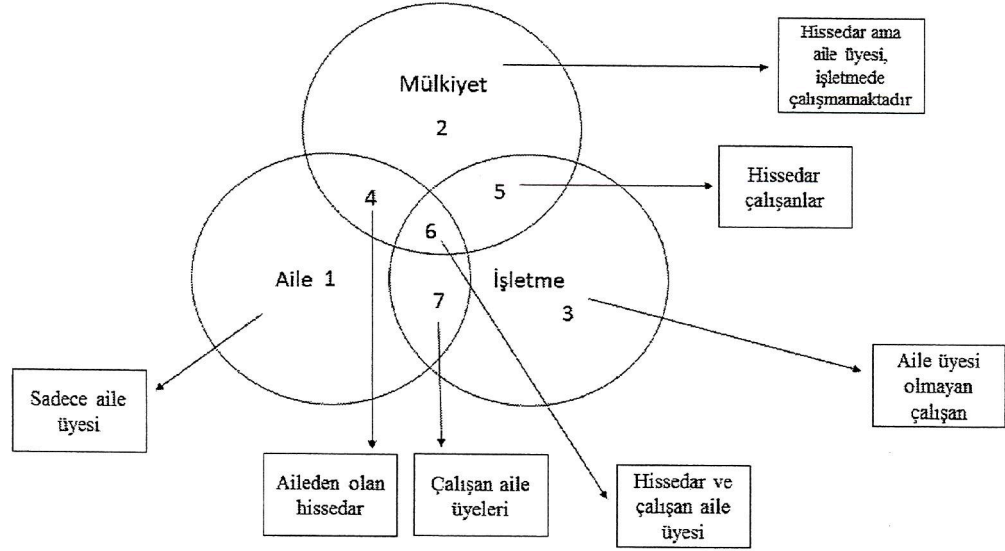 Hissedar ama
aile üyesi,
işletmede
çalışmamaktadır
Mülkiyet
2
Hissedar
çalışanlar
4
5
6
Aile 1
İşletme
7
3
Sadece aile
üyesi
Aile üyesi
olmayan
çalışan
Aileden olan
hissedar
Çalışan aile
üyeleri
Hissedar ve
çalışan aile
üyesi